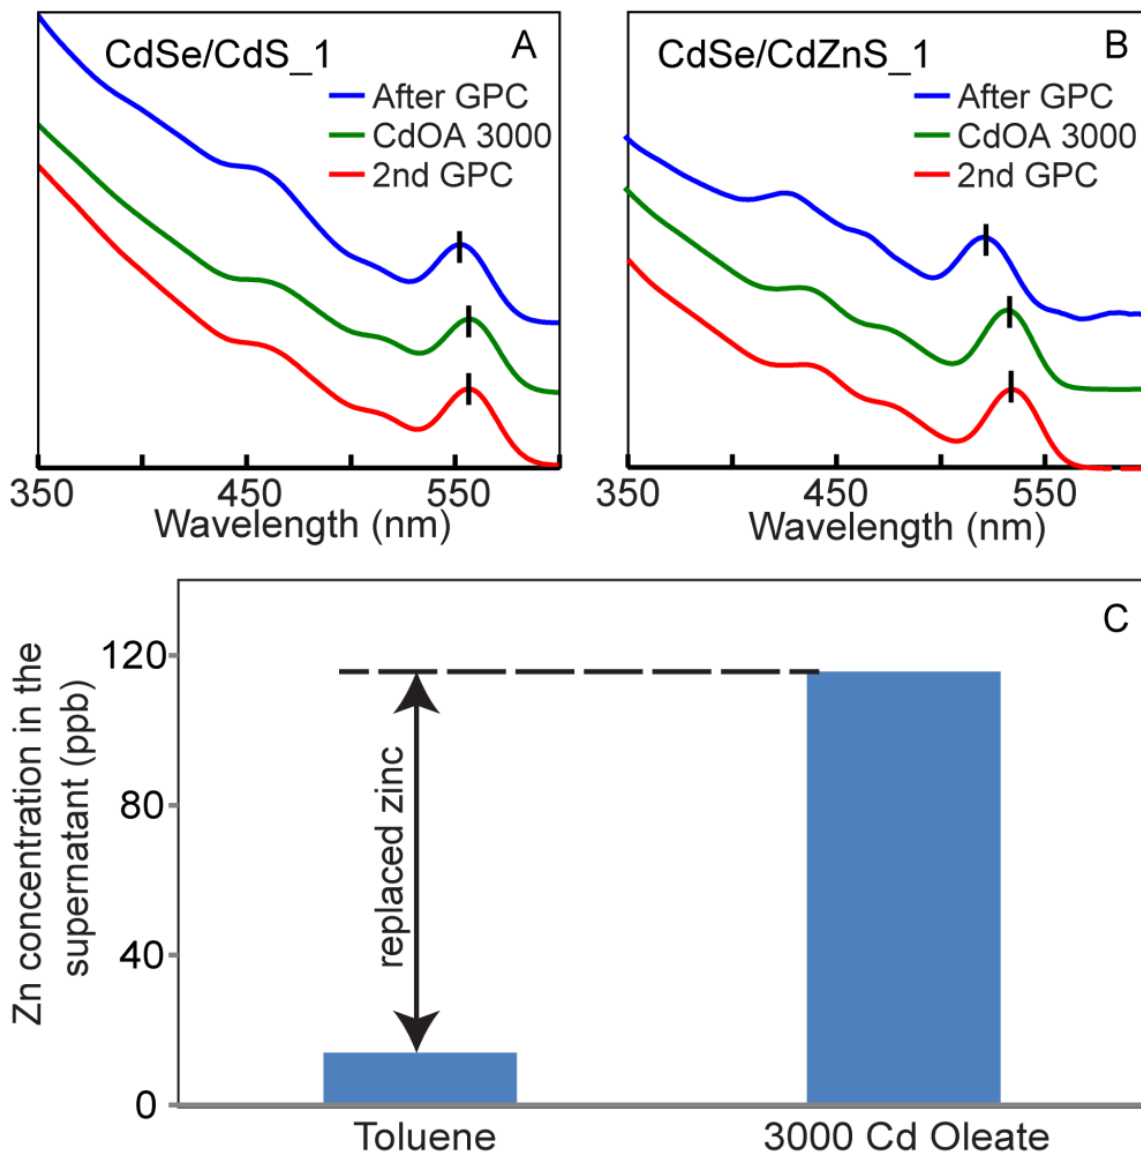 CdSe/CdS_1
A
After GPC
CdOA 3000
2nd GPC
350
450
550
Wavelength (nm)
CdSe/CdZnS_1
B
After GPC
CdOA 3000
2nd GPC
350
450
550
Wavelength (nm)
C
Zn concentration in the
supernatant (ppb)
120
80
40
0
replaced zinc
Toluene
3000 Cd Oleate